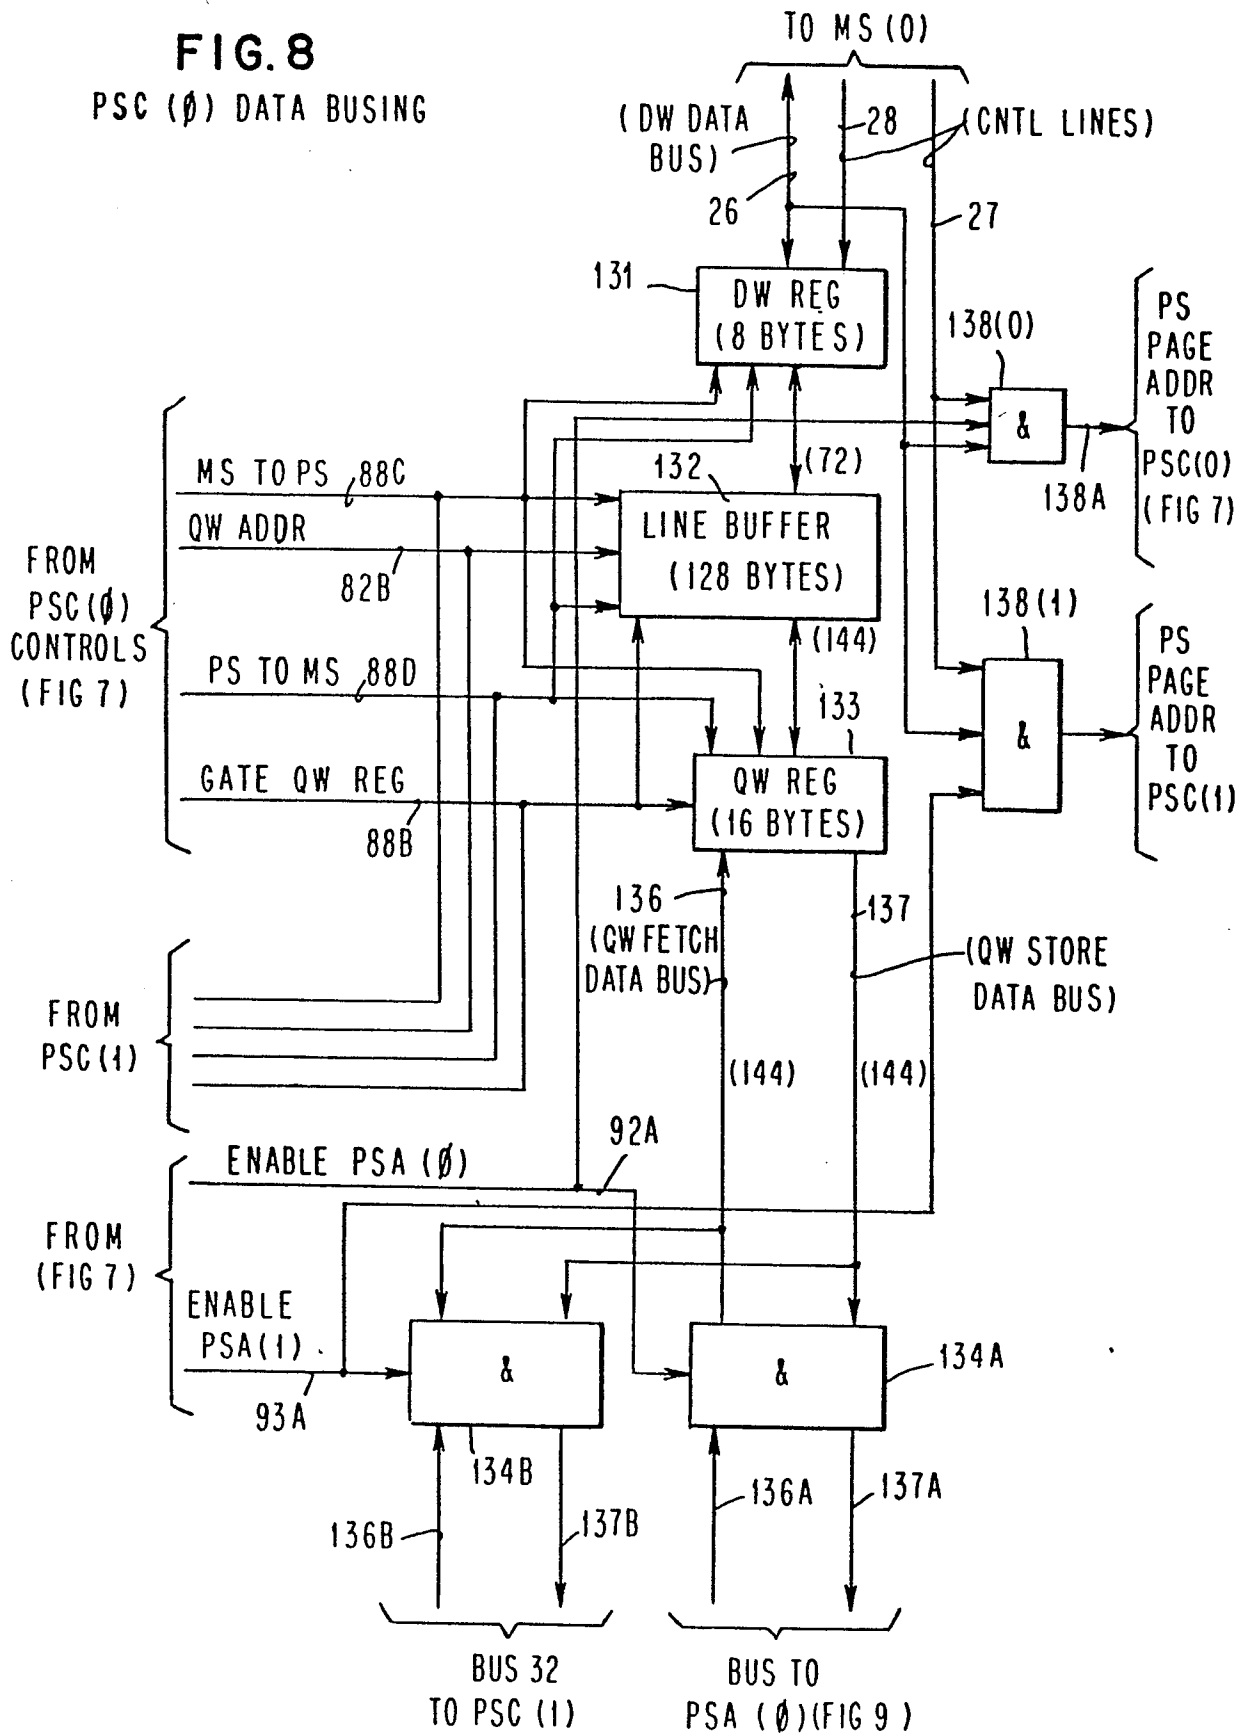 FIG. 8
PSC (ϕ) DATA BUSING
TO MS (0)
(DW DATA
BUS)
26
28
(CNTL LINES)
27
131
DW REG
(8 BYTES)
138(0)
&
138A
PS
PAGE
ADDR
TO
PSC(0)
(FIG 7)
(72)
132
LINE BUFFER
(128 BYTES)
(144)
FROM
PSC(ϕ)
CONTROLS
(FIG 7)
MS TO PS 88C
QW ADDR
82B
PS TO MS 88D
GATE QW REG
88B
133
QW REG
(16 BYTES)
138(1)
&
PS
PAGE
ADDR
TO
PSC(1)
136
(QW FETCH
DATA BUS)
137
(QW STORE
DATA BUS)
(144)
(144)
FROM
PSC(1)
ENABLE PSA (ϕ)
92A
FROM
(FIG 7)
ENABLE
PSA(1)
93A
&
134B
&
134A
136B
137B
136A
137A
BUS 32
TO PSC (1)
BUS TO
PSA (ϕ)(FIG 9)